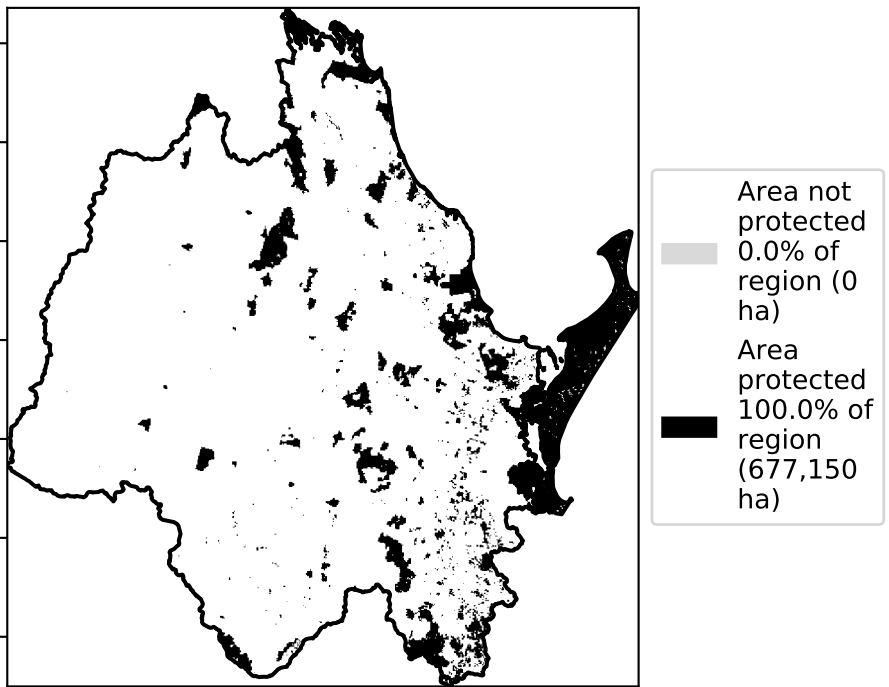 Area not
protected
0.0% of
region (0
ha)
Area
protected
100.0% of
region
(677,150
ha)